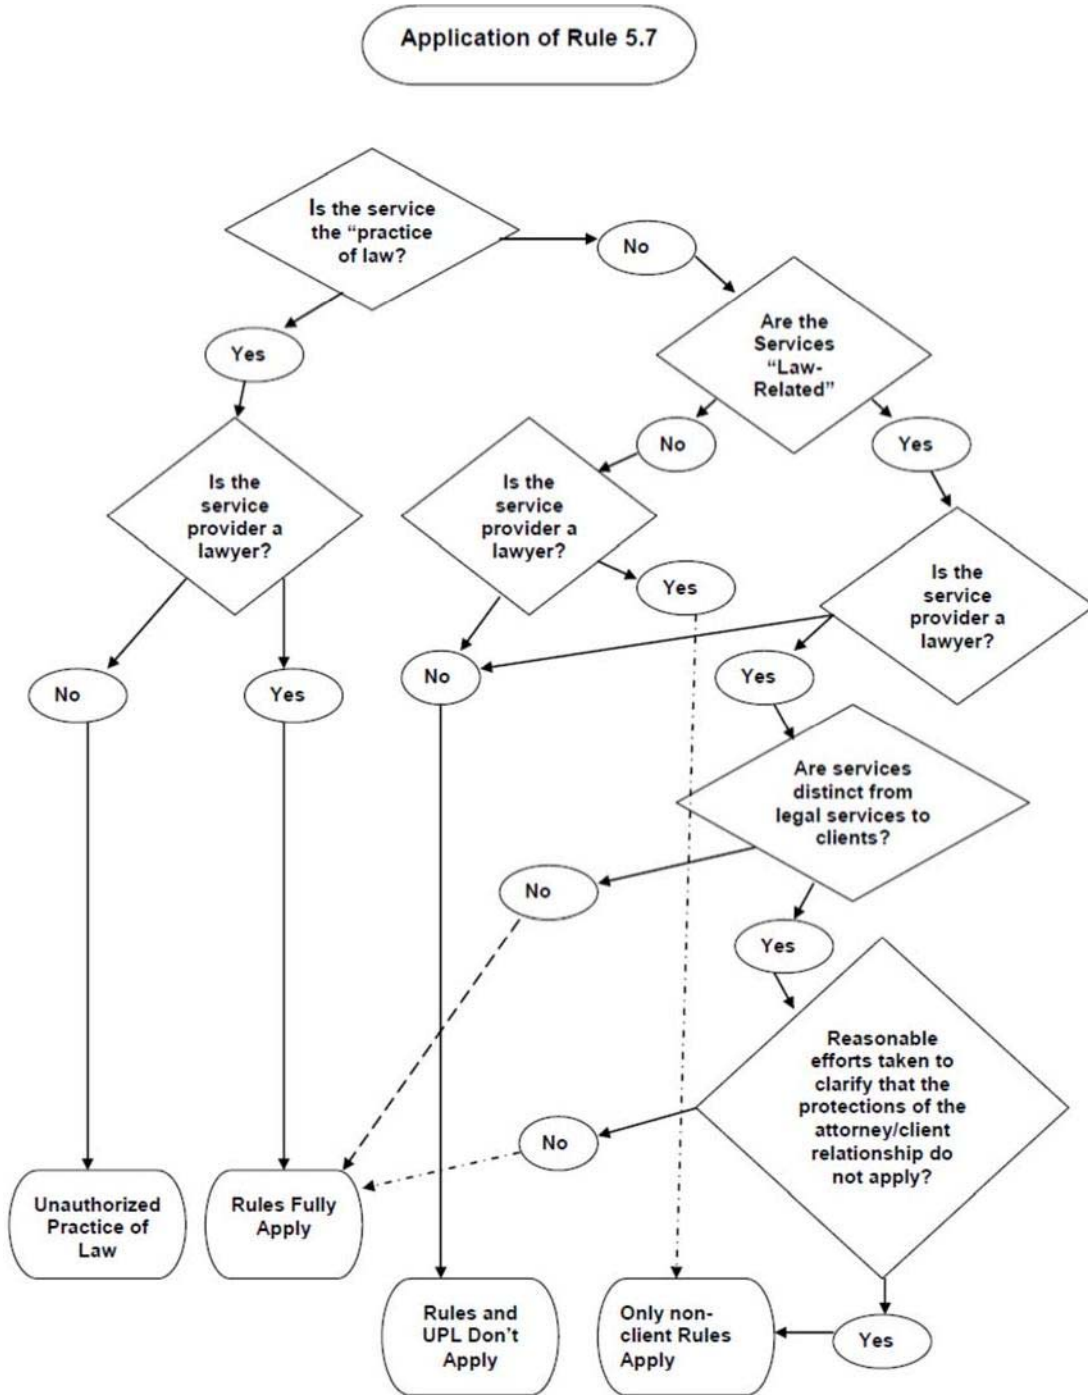 Application of Rule 5.7
Is the service
the “practice
of law?
No
Yes
Are the
Services
“Law-
Related”
No
Yes
Is the
service
provider a
lawyer?
Is the
service
provider a
lawyer?
Yes
Is the
service
provider a
lawyer?
No
Yes
No
Yes
Are services
distinct from
legal services to
clients?
No
Yes
Reasonable
efforts taken to
clarify that the
protections of the
attorney/client
relationship do
not apply?
No
Unauthorized
Practice of
Law
Rules Fully
Apply
Rules and
UPL Don’t
Apply
Only non-
client Rules
Apply
Yes